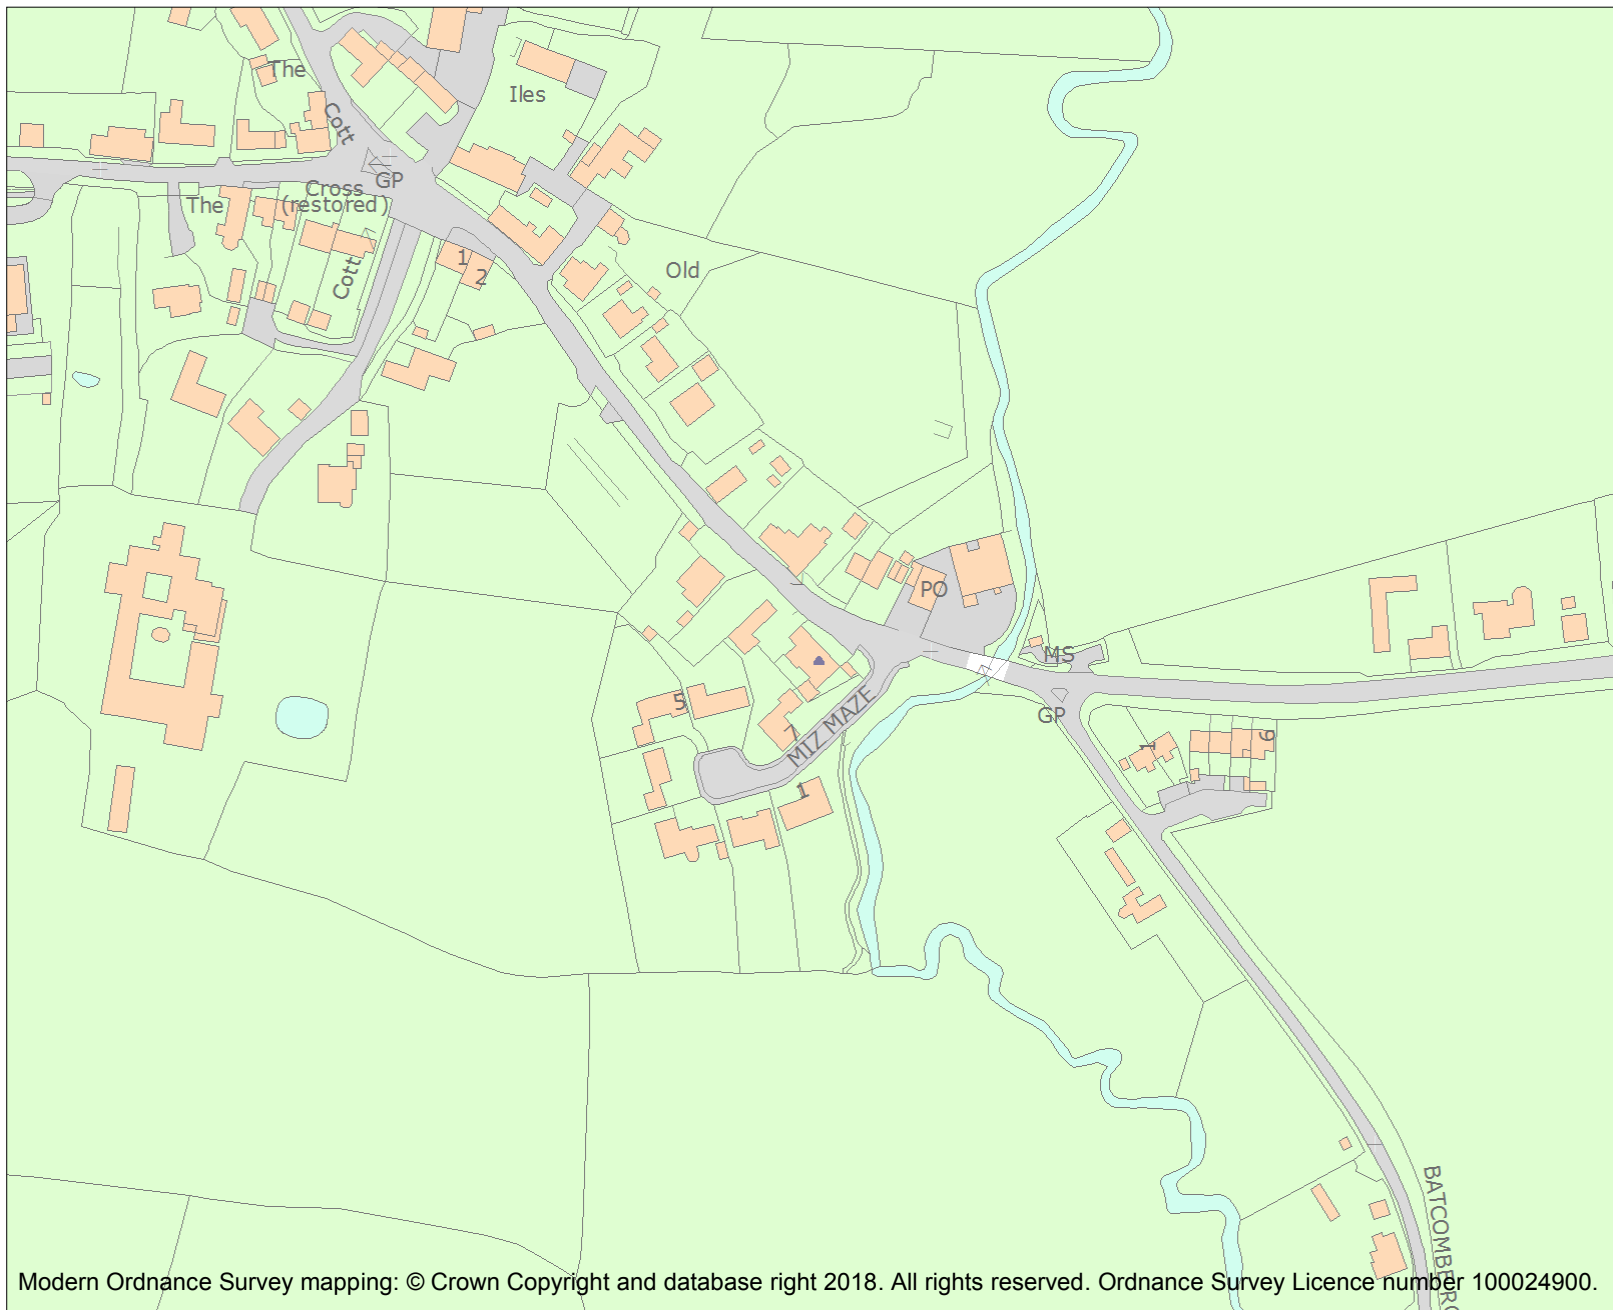 The
Iles
Cott
GP
Cross
(restored)
The
Cott
1
2
Old
PO
MS
GP
5
7
MIZ MAZE
1
1
9
Modern Ordnance Survey mapping: © Crown Copyright and database right 2018. All rights reserved. Ordnance Survey Licence number 100024900.